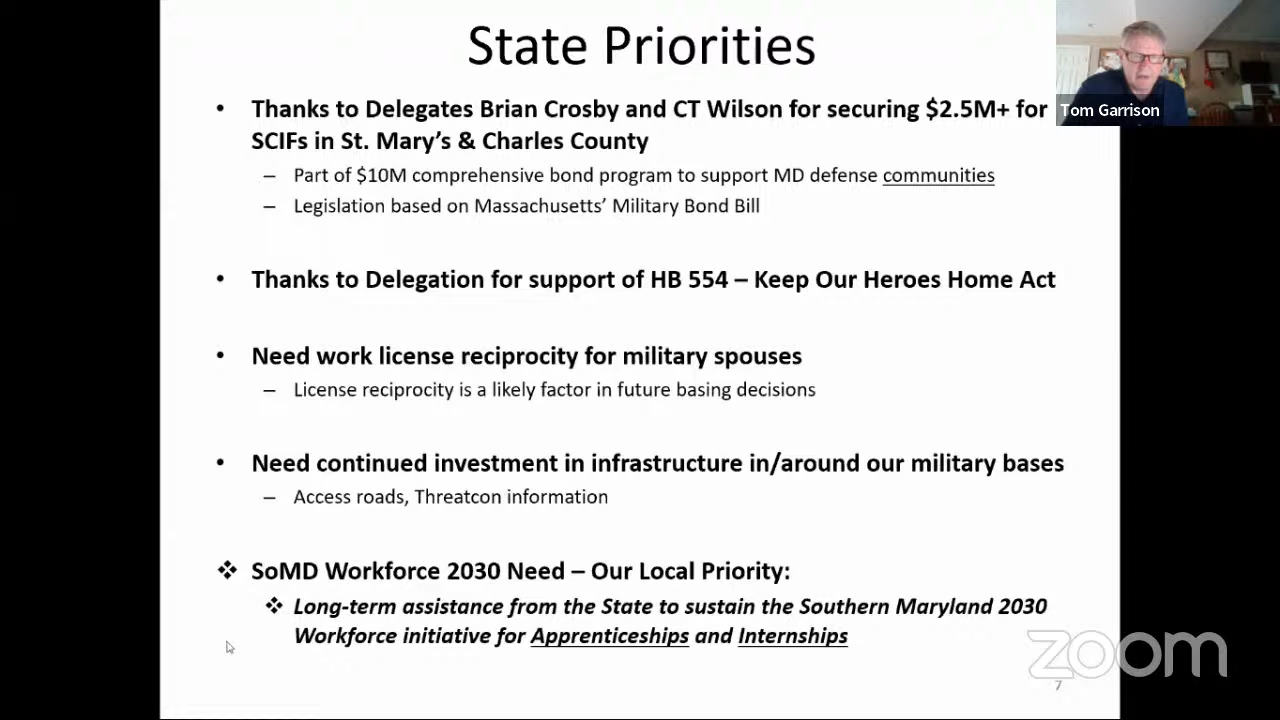 State Priorities
Tom Garrison
• Thanks to Delegates Brian Crosby and CT Wilson for securing $2.5M+ for
SCIFs in St. Mary’s & Charles County
– Part of $10M comprehensive bond program to support MD defense communities
– Legislation based on Massachusetts’ Military Bond Bill
• Thanks to Delegation for support of HB 554 – Keep Our Heroes Home Act
• Need work license reciprocity for military spouses
– License reciprocity is a likely factor in future basing decisions
• Need continued investment in infrastructure in/around our military bases
– Access roads, Threatcon information
❖ SoMD Workforce 2030 Need – Our Local Priority:
❖ Long-term assistance from the State to sustain the Southern Maryland 2030
Workforce initiative for Apprenticeships and Internships
zoom
7